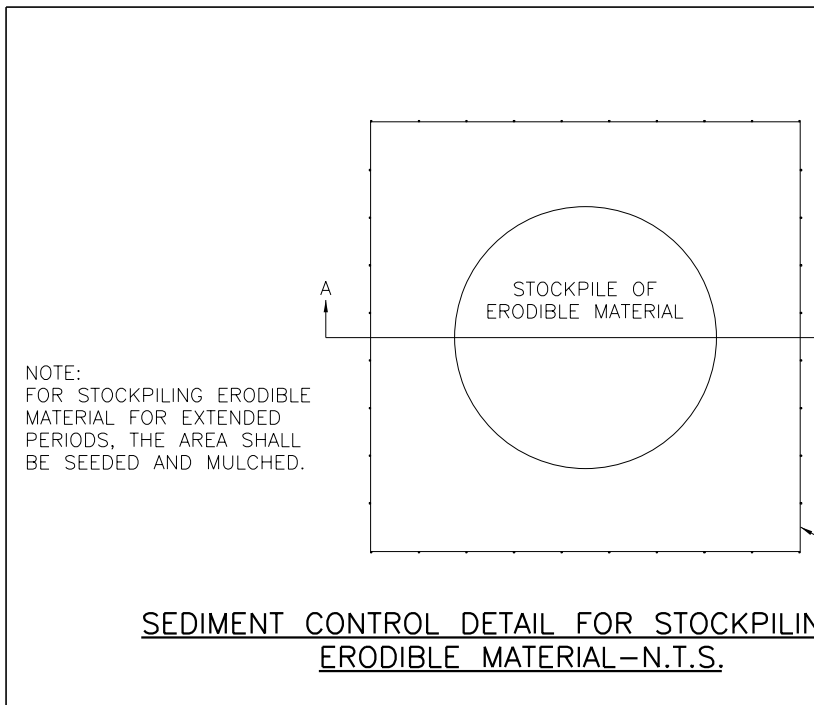 A
STOCKPILE OF
ERODIBLE MATERIAL
NOTE:
FOR STOCKPILING ERODIBLE
MATERIAL FOR EXTENDED
PERIODS, THE AREA SHALL
BE SEEDED AND MULCHED.
SEDIMENT CONTROL DETAIL FOR STOCKPILIN
ERODIBLE MATERIAL-N.T.S.